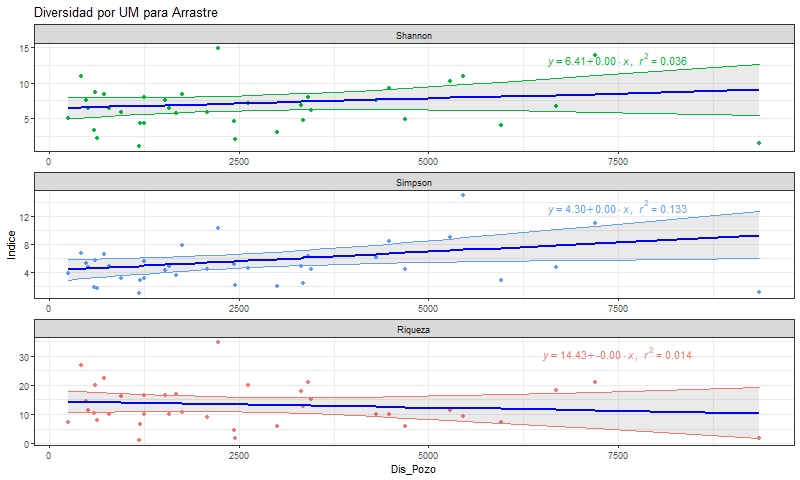 Diversidad por UM para Arrastre
Shannon
y = 6.41+0.00 · x, r² = 0.036
15
10
5
0 2500 5000 7500
Simpson
y = 4.30+0.00 · x, r² = 0.133
12
8
4
0 2500 5000 7500
Indice
Riqueza
y = 14.43+-0.00 · x, r² = 0.014
30
20
10
0
0 2500 5000 7500
Dis_Pozo